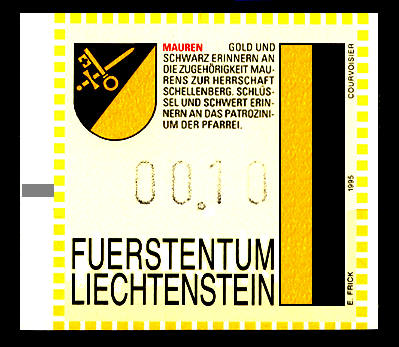 MAUREN GOLD UND
SCHWARZ ERINNERN AN
DIE ZUGEHÖRIGKEIT MAU-
RENS ZUR HERRSCHAFT
SCHELLENBERG. SCHLÜS-
SEL UND SCHWERT ERIN-
NERN AN DAS PATROZINI-
UM DER PFARREI.
00.10
FUERSTENTUM
LIECHTENSTEIN
COURVOISIER
1995
E. FRICK